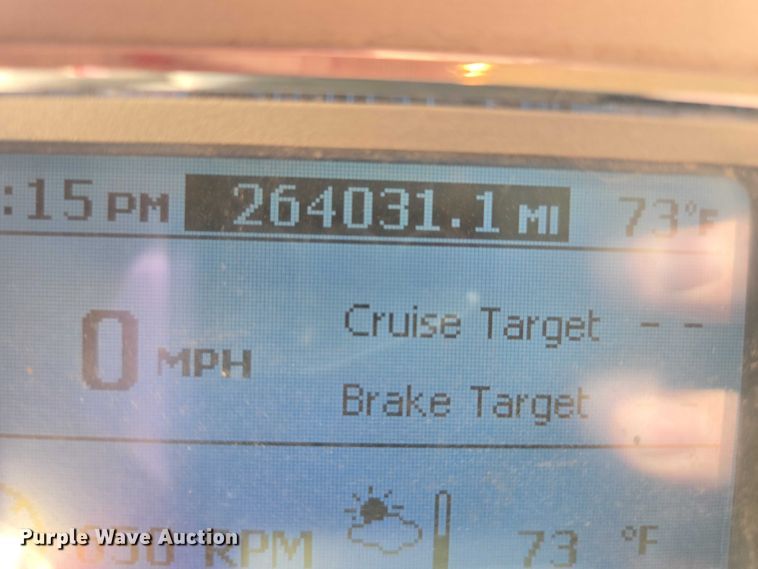 :15 PM 264031.1 MI 73°F
Cruise Target - -
0 MPH
Brake Target
RPM 73 °F
Purple Wave Auction